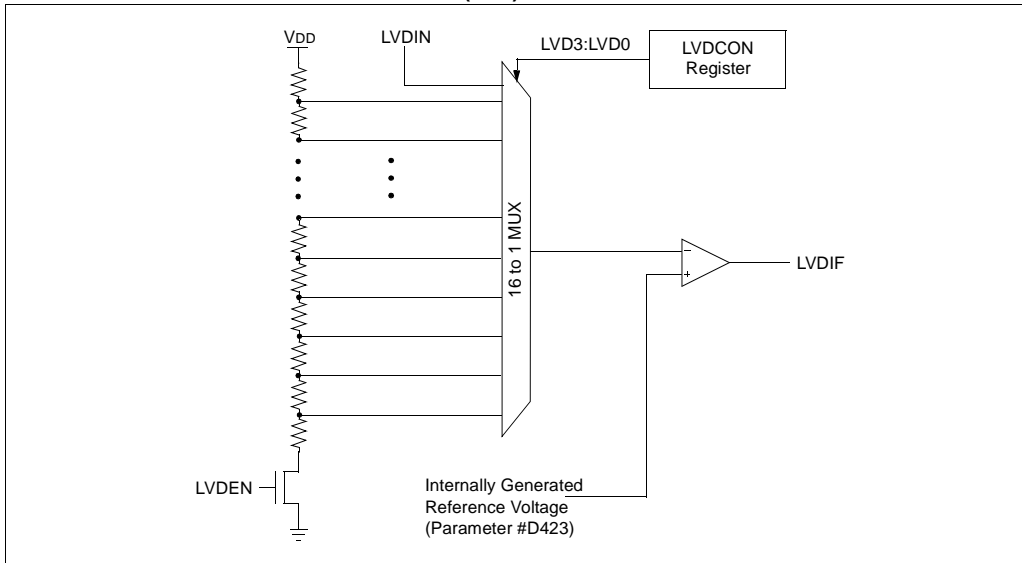 VDD
LVDIN
LVD3:LVD0
LVDCON
Register
16 to 1 MUX
–
+
LVDIF
LVDEN
Internally Generated
Reference Voltage
(Parameter #D423)